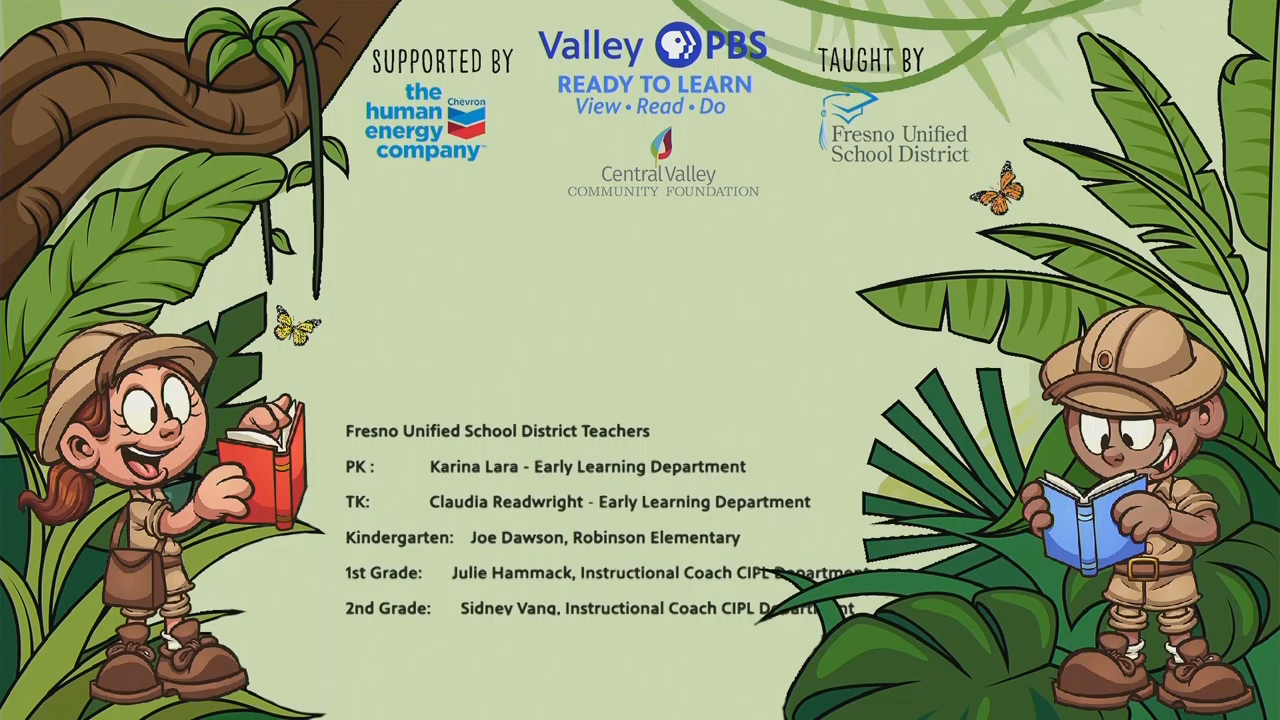 SUPPORTED BY
the
human
energy
company™
Chevron
Valley PBS
READY TO LEARN
View • Read • Do
Central Valley
COMMUNITY FOUNDATION
TAUGHT BY
Fresno Unified
School District
Fresno Unified School District Teachers
PK : Karina Lara - Early Learning Department
TK: Claudia Readwright - Early Learning Department
Kindergarten: Joe Dawson, Robinson Elementary
1st Grade: Julie Hammack, Instructional Coach CIPL Department
2nd Grade: Sidney Vang, Instructional Coach CIPL Department